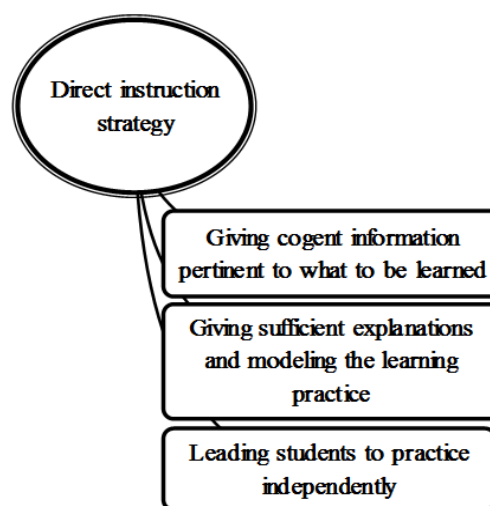 Direct instruction
strategy
Giving cogent information
pertinent to what to be learned
Giving sufficient explanations
and modeling the learning
practice
Leading students to practice
independently